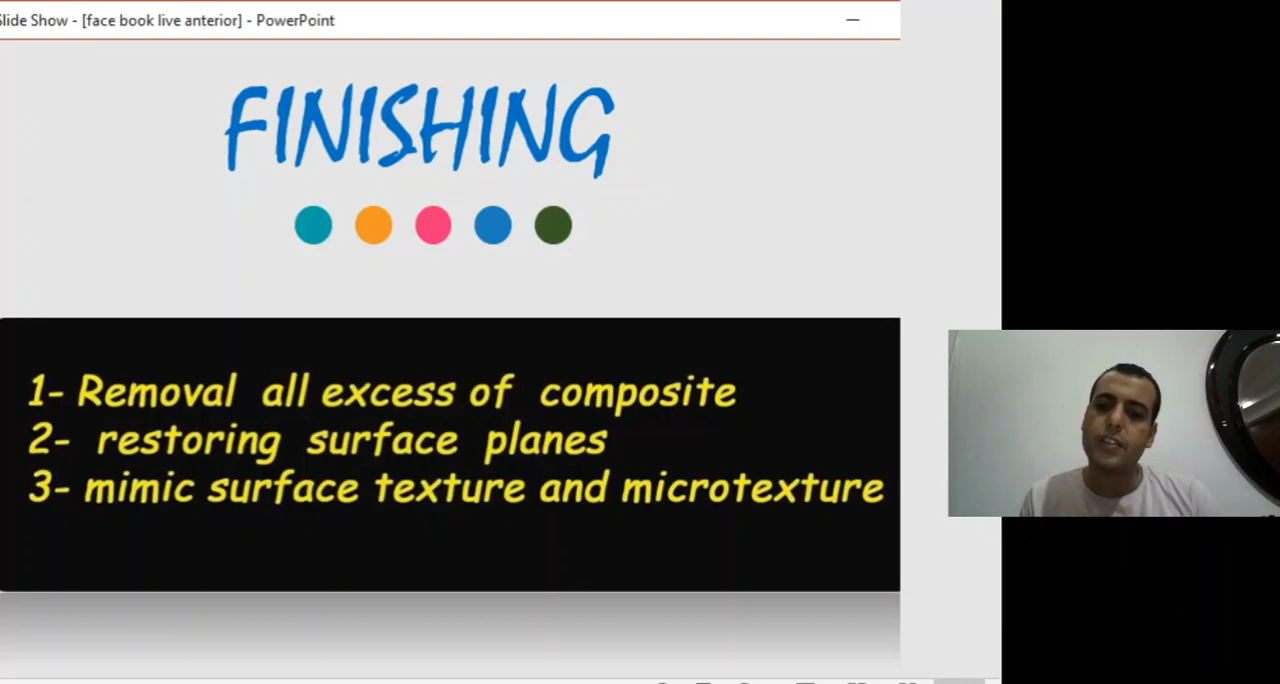 Slide Show - [face book live anterior] - PowerPoint
FINISHING
1- Removal all excess of composite
2- restoring surface planes
3- mimic surface texture and microtexture